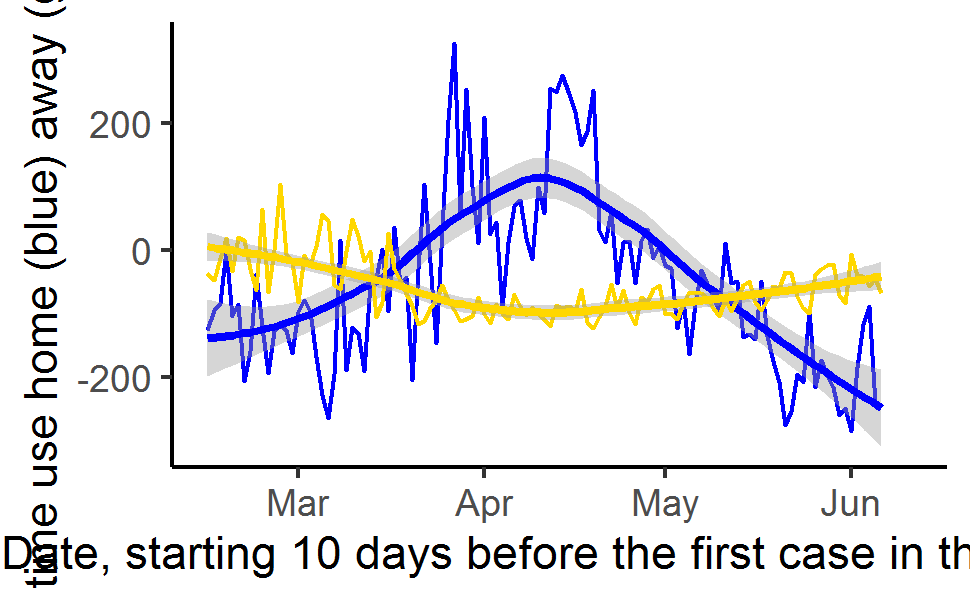 time use home (blue) away (
200
0
-200
Mar Apr May Jun
Date, starting 10 days before the first case in th